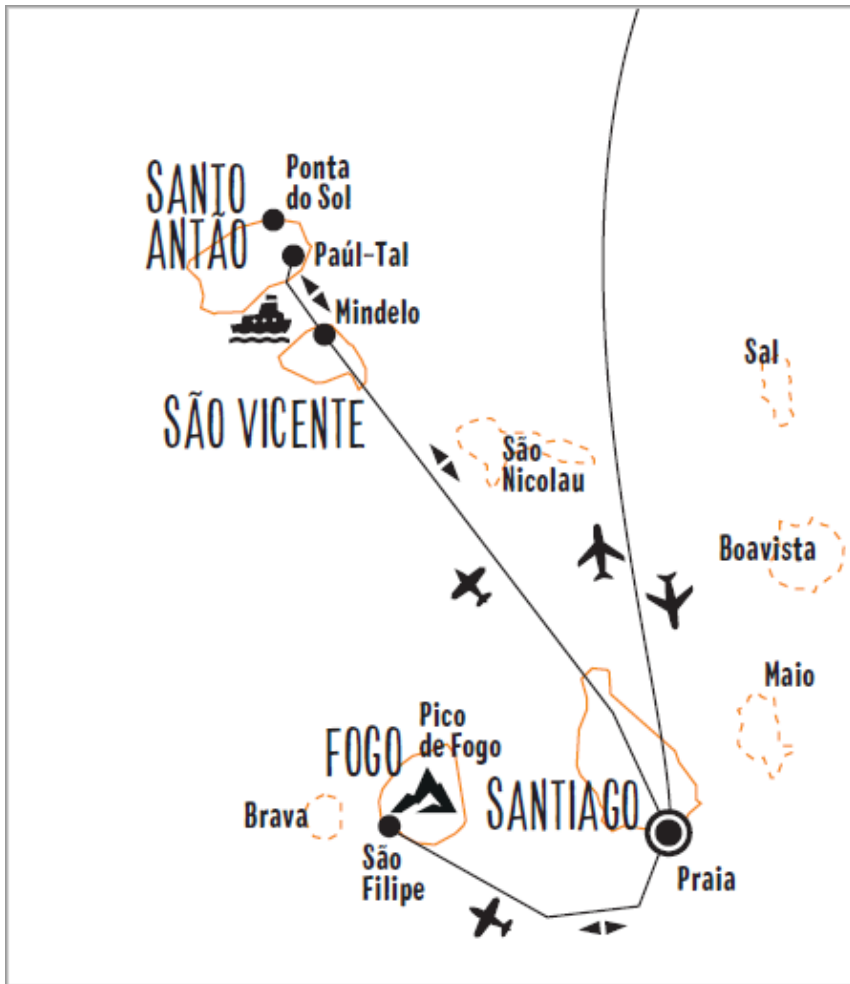 Ponta
do Sol
SANTO
ANTÃO
Paúl-Tal
Mindelo
SÃO VICENTE
Sal
São
Nicolau
Boavista
Maio
Pico
de Fogo
FOGO
SANTIAGO
Brava
São
Filipe
Praia